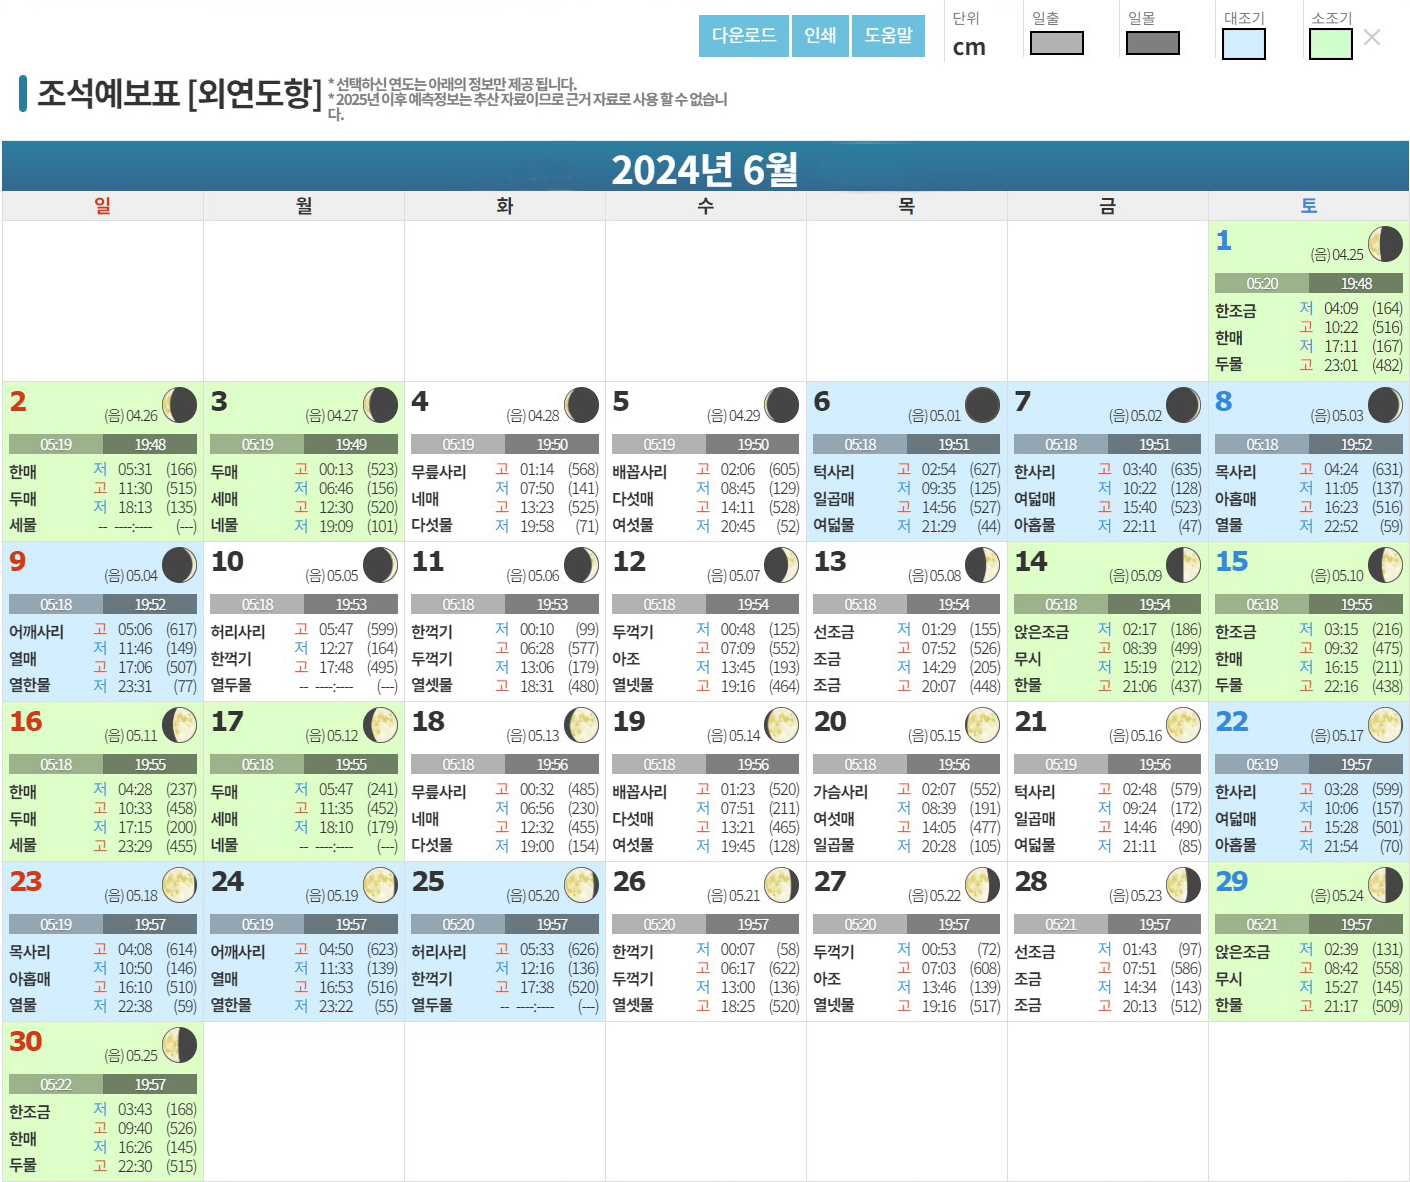 다운로드 인쇄 도움말 단위 cm 일출 일몰 대조기 소조기 ×
조석예보표 [외연도항]
* 선택하신 연도는 아래의 정보만 제공 됩니다.
* 2025년 이후 예측정보는 추산 자료이므로 근거 자료로 사용 할 수 없습니
다.
2024년 6월
일 월 화 수 목 금 토
1 (음) 04.25
05:20 19:48
한조금 저 04:09 (164)
고 10:22 (516)
한매 저 17:11 (167)
두물 고 23:01 (482)
2 (음) 04.26
05:19 19:48
한매 저 05:31 (166)
고 11:30 (515)
두매 저 18:13 (135)
세물 -- ----:---- (---)
3 (음) 04.27
05:19 19:49
두매 고 00:13 (523)
저 06:46 (156)
세매 고 12:30 (520)
네물 저 19:09 (101)
4 (음) 04.28
05:19 19:50
무릎사리 고 01:14 (568)
저 07:50 (141)
네매 고 13:23 (525)
다섯물 저 19:58 (71)
5 (음) 04.29
05:19 19:50
배꼽사리 고 02:06 (605)
저 08:45 (129)
다섯매 고 14:11 (528)
여섯물 저 20:45 (52)
6 (음) 05.01
05:18 19:51
턱사리 고 02:54 (627)
저 09:35 (125)
일곱매 고 14:56 (527)
여덟물 저 21:29 (44)
7 (음) 05.02
05:18 19:51
한사리 고 03:40 (635)
저 10:22 (128)
여덟매 고 15:40 (523)
아홉물 저 22:11 (47)
8 (음) 05.03
05:18 19:52
목사리 고 04:24 (631)
저 11:05 (137)
아홉매 고 16:23 (516)
열물 저 22:52 (59)
9 (음) 05.04
05:18 19:52
어깨사리 고 05:06 (617)
저 11:46 (149)
열매 고 17:06 (507)
열한물 저 23:31 (77)
10 (음) 05.05
05:18 19:53
허리사리 고 05:47 (599)
저 12:27 (164)
한꺽기 고 17:48 (495)
열두물 -- ----:---- (---)
11 (음) 05.06
05:18 19:53
한꺽기 저 00:10 (99)
고 06:28 (577)
두꺽기 저 13:06 (179)
열셋물 고 18:31 (480)
12 (음) 05.07
05:18 19:54
두꺽기 저 00:48 (125)
고 07:09 (552)
아조 저 13:45 (193)
열넷물 고 19:16 (464)
13 (음) 05.08
05:18 19:54
선조금 저 01:29 (155)
고 07:52 (526)
조금 저 14:29 (205)
조금 고 20:07 (448)
14 (음) 05.09
05:18 19:54
앉은조금 저 02:17 (186)
고 08:39 (499)
무시 저 15:19 (212)
한물 고 21:06 (437)
15 (음) 05.10
05:18 19:55
한조금 저 03:15 (216)
고 09:32 (475)
한매 저 16:15 (211)
두물 고 22:16 (438)
16 (음) 05.11
05:18 19:55
한매 저 04:28 (237)
고 10:33 (458)
두매 저 17:15 (200)
세물 고 23:29 (455)
17 (음) 05.12
05:18 19:55
두매 저 05:47 (241)
고 11:35 (452)
세매 저 18:10 (179)
네물 -- ----:---- (---)
18 (음) 05.13
05:18 19:56
무릎사리 고 00:32 (485)
저 06:56 (230)
네매 고 12:32 (455)
다섯물 저 19:00 (154)
19 (음) 05.14
05:18 19:56
배꼽사리 고 01:23 (520)
저 07:51 (211)
다섯매 고 13:21 (465)
여섯물 저 19:45 (128)
20 (음) 05.15
05:18 19:56
가슴사리 고 02:07 (552)
저 08:39 (191)
여섯매 고 14:05 (477)
일곱물 저 20:28 (105)
21 (음) 05.16
05:19 19:56
턱사리 고 02:48 (579)
저 09:24 (172)
일곱매 고 14:46 (490)
여덟물 저 21:11 (85)
22 (음) 05.17
05:19 19:57
한사리 고 03:28 (599)
저 10:06 (157)
여덟매 고 15:28 (501)
아홉물 저 21:54 (70)
23 (음) 05.18
05:19 19:57
목사리 고 04:08 (614)
저 10:50 (146)
아홉매 고 16:10 (510)
열물 저 22:38 (59)
24 (음) 05.19
05:19 19:57
어깨사리 고 04:50 (623)
저 11:33 (139)
열매 고 16:53 (516)
열한물 저 23:22 (55)
25 (음) 05.20
05:20 19:57
허리사리 고 05:33 (626)
저 12:16 (136)
한꺽기 고 17:38 (520)
열두물 -- ----:---- (---)
26 (음) 05.21
05:20 19:57
한꺽기 저 00:07 (58)
고 06:17 (622)
두꺽기 저 13:00 (136)
열셋물 고 18:25 (520)
27 (음) 05.22
05:20 19:57
두꺽기 저 00:53 (72)
고 07:03 (608)
아조 저 13:46 (139)
열넷물 고 19:16 (517)
28 (음) 05.23
05:21 19:57
선조금 저 01:43 (97)
고 07:51 (586)
조금 저 14:34 (143)
조금 고 20:13 (512)
29 (음) 05.24
05:21 19:57
앉은조금 저 02:39 (131)
고 08:42 (558)
무시 저 15:27 (145)
한물 고 21:17 (509)
30 (음) 05.25
05:22 19:57
한조금 저 03:43 (168)
고 09:40 (526)
한매 저 16:26 (145)
두물 고 22:30 (515)